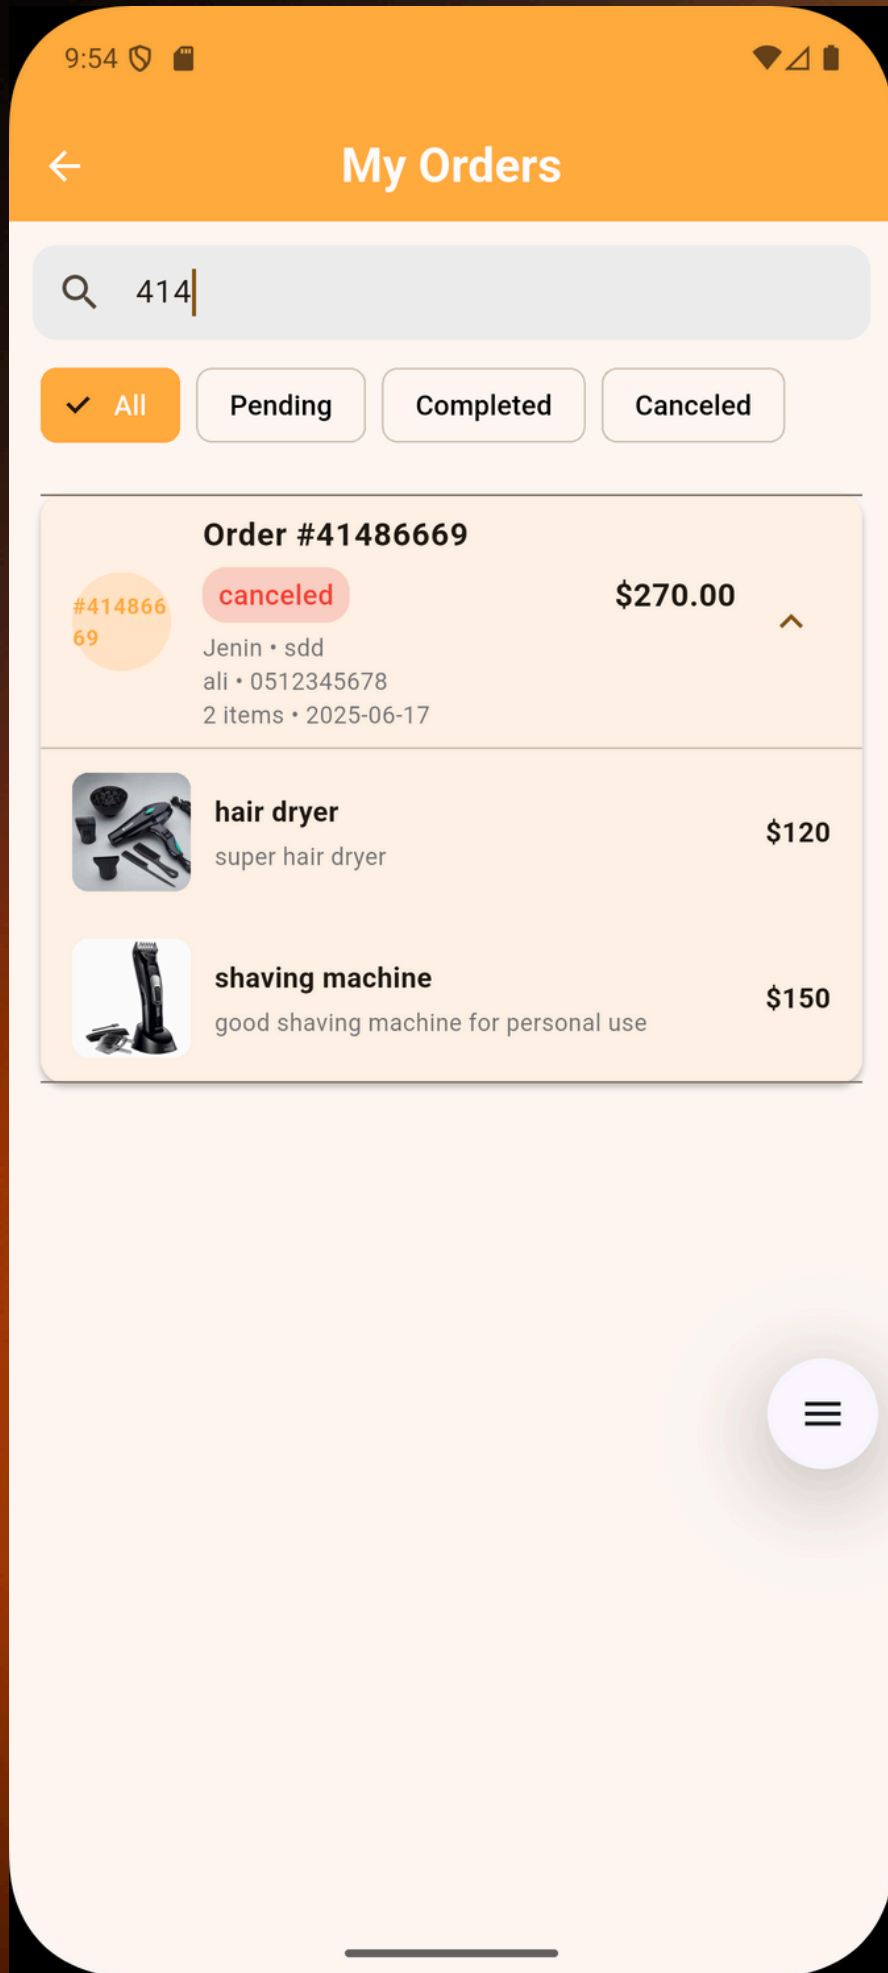 9:54
My Orders
414
All
Pending
Completed
Canceled
Order #41486669
canceled
$270.00
#414866
69
Jenin • sdd
ali • 0512345678
2 items • 2025-06-17
hair dryer
super hair dryer
$120
shaving machine
good shaving machine for personal use
$150